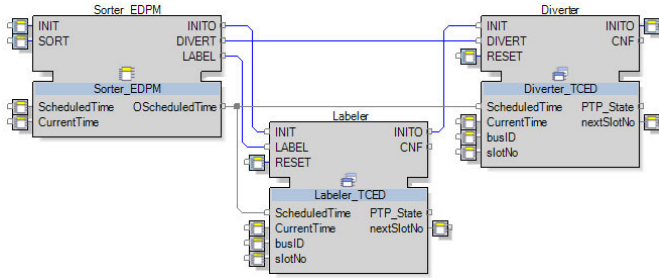 Sorter_EDPM
INIT INITO
SORT DIVERT
LABEL
Sorter_EDPM
ScheduledTime OScheduledTime
CurrentTime
Labeler
INIT INITO
LABEL CNF
RESET
Labeler_TCED
ScheduledTime PTP_State
CurrentTime nextSlotNo
busID
slotNo
Diverter
INIT INITO
DIVERT CNF
RESET
Diverter_TCED
ScheduledTime PTP_State
CurrentTime nextSlotNo
busID
slotNo